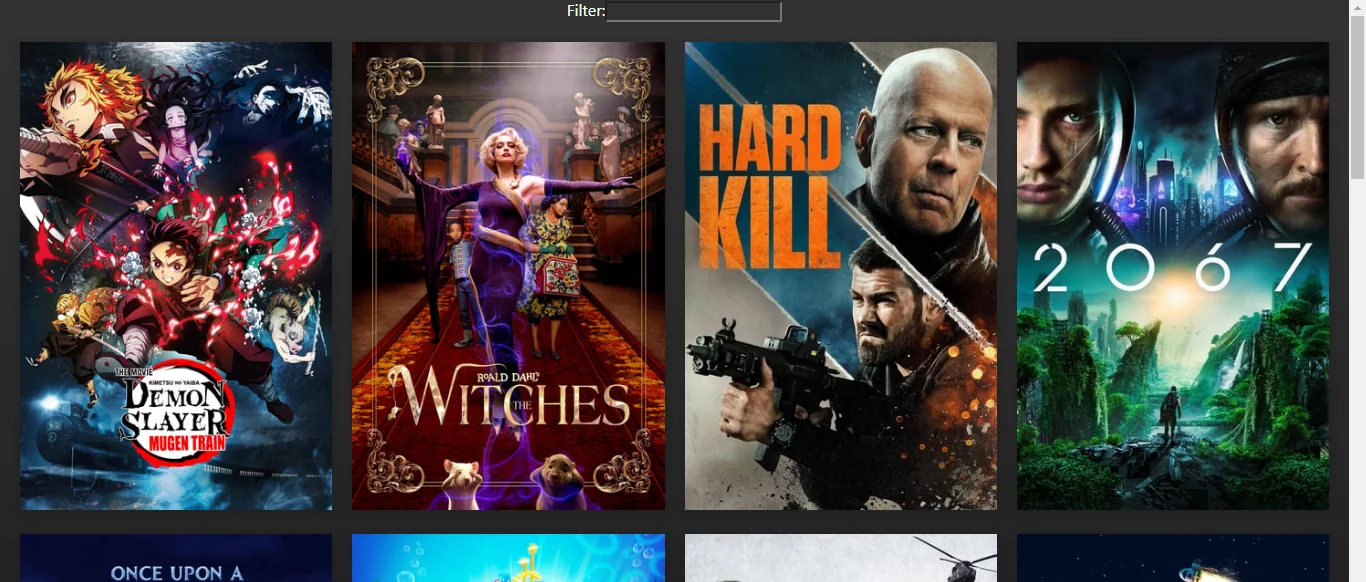 Filter:
THE MOVIE
KIMETSU NO YAIBA
DEMON
SLAYER
MUGEN TRAIN
ROALD DAHL'S
THE
WITCHES
HARD
KILL
2067
ONCE UPON A